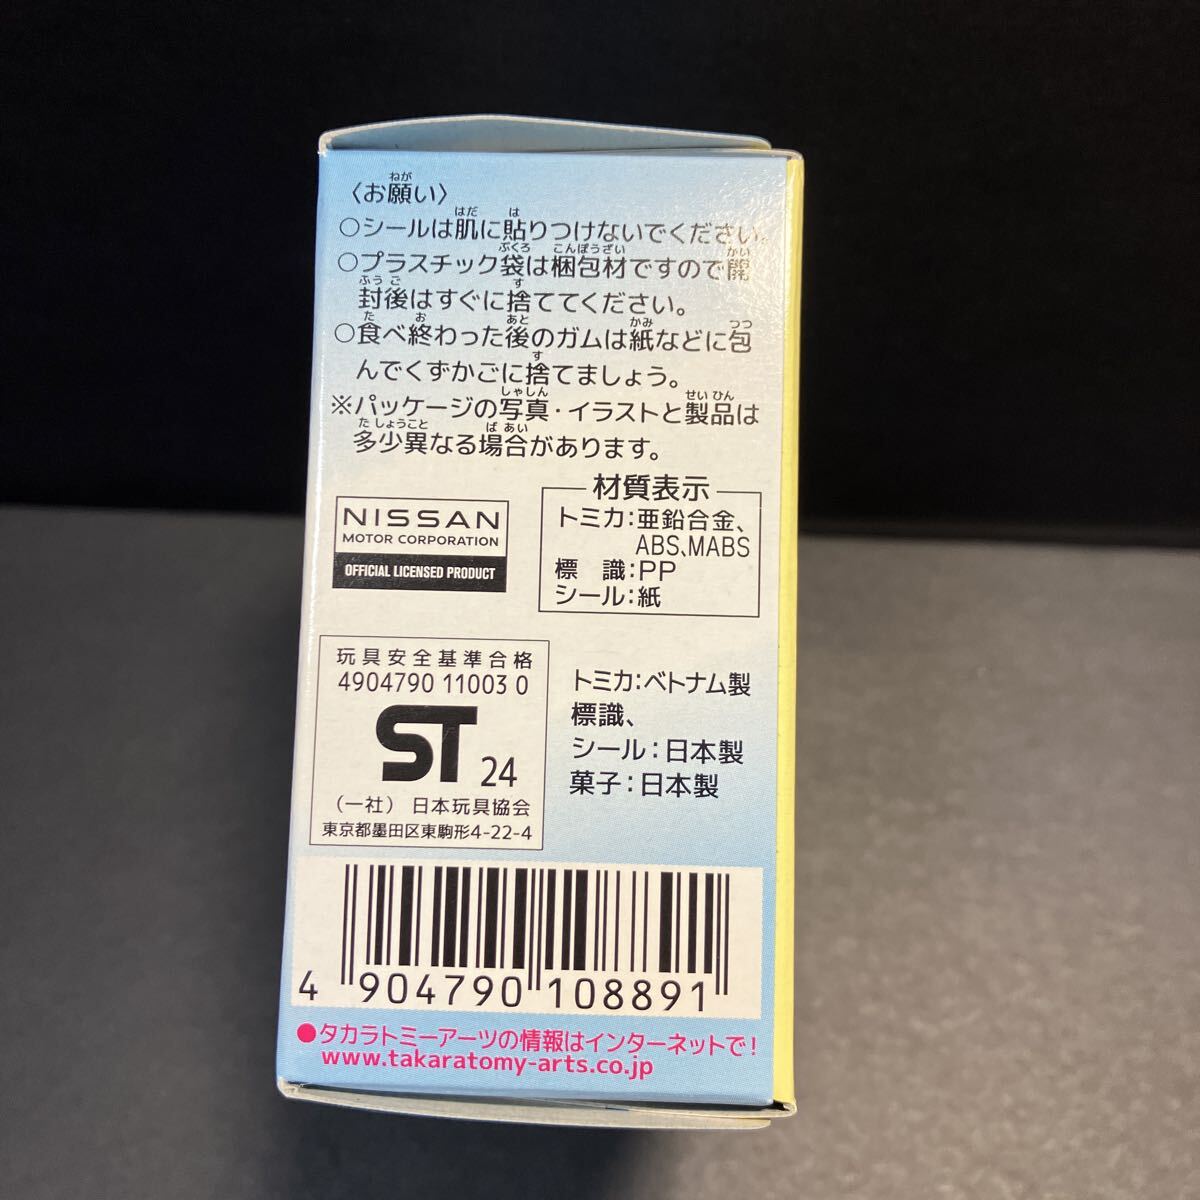 〈お願い〉
○シールは肌に貼りつけないでください。
○プラスチック袋は梱包材ですので開
封後はすぐに捨ててください。
○食べ終わった後のガムは紙などに包
んでくずかごに捨てましょう。
※パッケージの写真・イラストと製品は
多少異なる場合があります。
NISSAN
MOTOR CORPORATION
OFFICIAL LICENSED PRODUCT
材質表示
トミカ:亜鉛合金、
ABS、MABS
標 識:PP
シール:紙
玩具安全基準合格
4904790 11003 0
ST 24
(一社) 日本玩具協会
東京都墨田区東駒形4-22-4
トミカ:ベトナム製
標識、
シール:日本製
菓子:日本製
4 904790 108891
●タカラトミーアーツの情報はインターネットで!
www.takaratomy-arts.co.jp